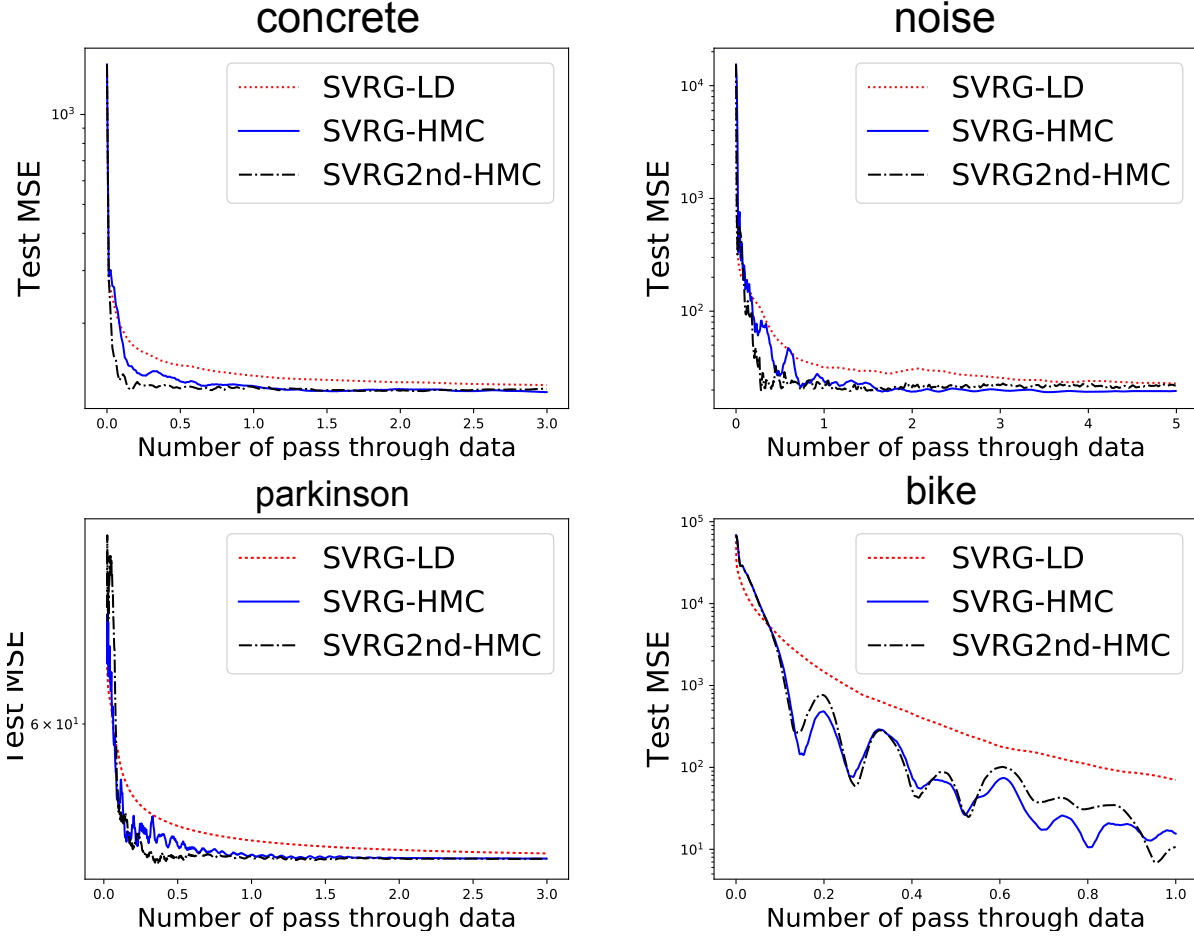 concrete
Test MSE
10³
SVRG-LD
SVRG-HMC
SVRG2nd-HMC
0.0 0.5 1.0 1.5 2.0 2.5 3.0
Number of pass through data
noise
Test MSE
10⁴
10³
10²
SVRG-LD
SVRG-HMC
SVRG2nd-HMC
0 1 2 3 4 5
Number of pass through data
parkinson
Test MSE
6 × 10¹
SVRG-LD
SVRG-HMC
SVRG2nd-HMC
0.0 0.5 1.0 1.5 2.0 2.5 3.0
Number of pass through data
bike
Test MSE
10⁵
10⁴
10³
10²
10¹
SVRG-LD
SVRG-HMC
SVRG2nd-HMC
0.0 0.2 0.4 0.6 0.8 1.0
Number of pass through data